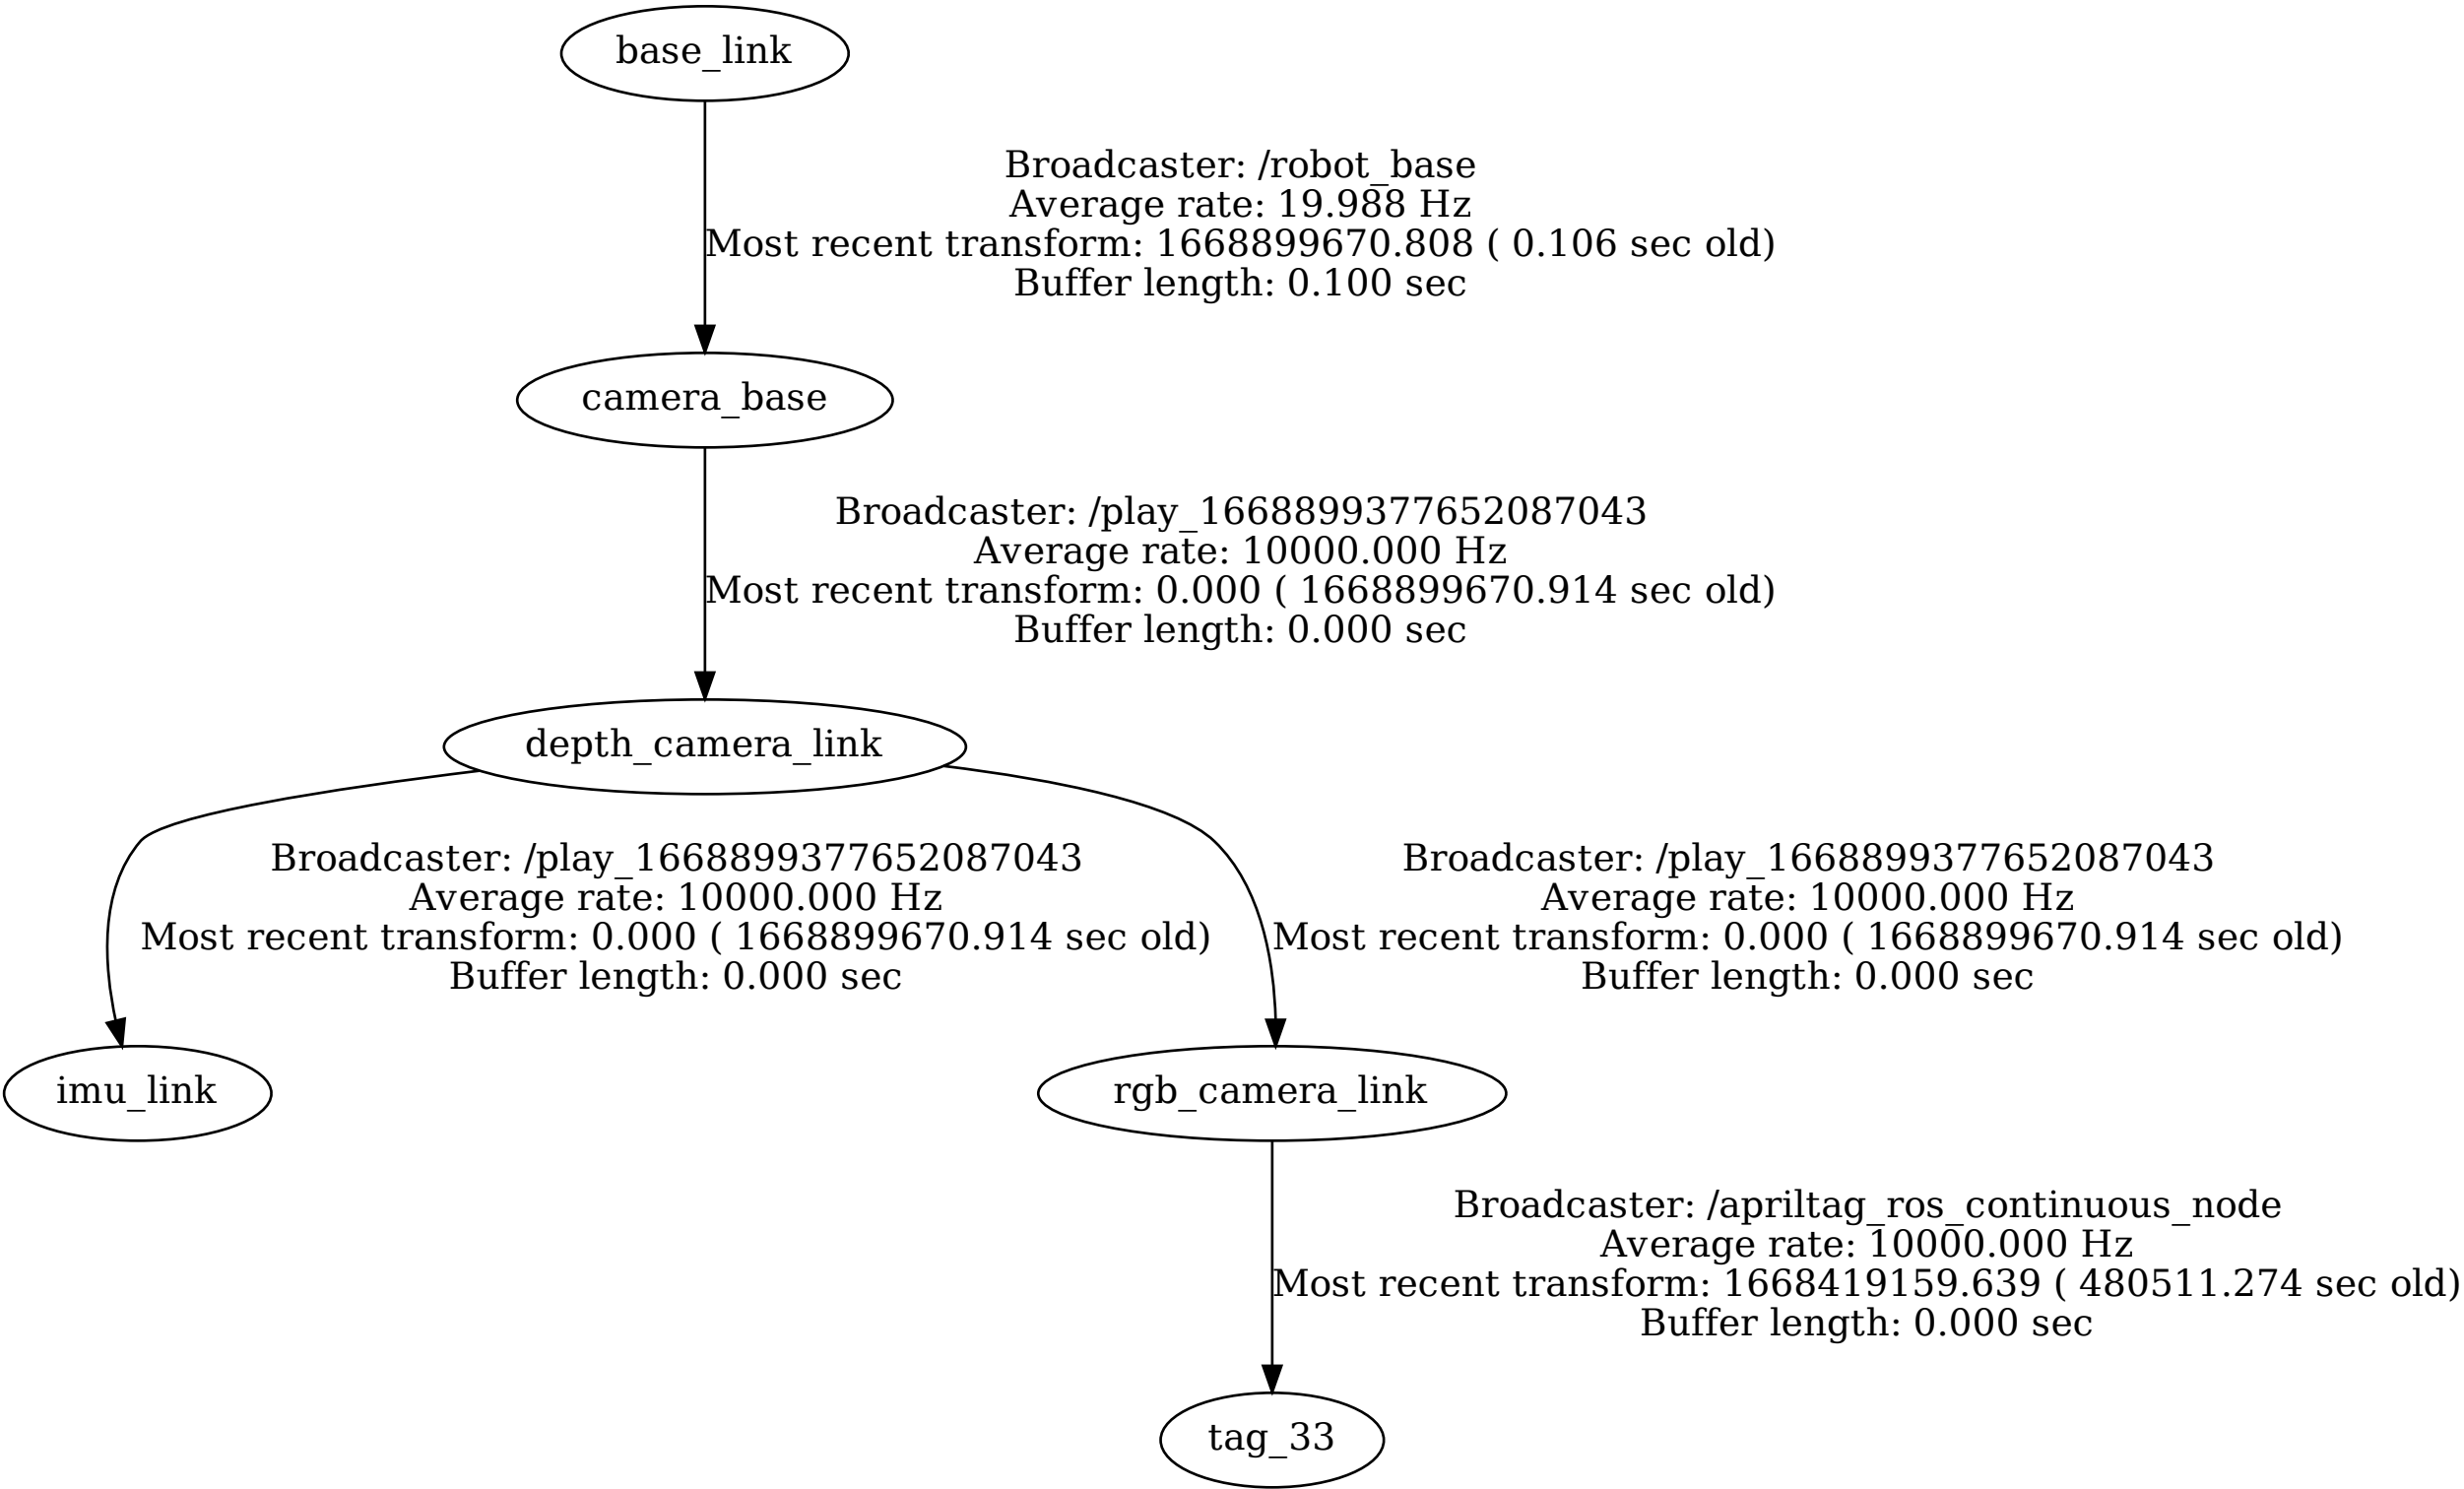 base_link
Broadcaster: /robot_base
Average rate: 19.988 Hz
Most recent transform: 1668899670.808 ( 0.106 sec old)
Buffer length: 0.100 sec
camera_base
Broadcaster: /play_1668899377652087043
Average rate: 10000.000 Hz
Most recent transform: 0.000 ( 1668899670.914 sec old)
Buffer length: 0.000 sec
depth_camera_link
Broadcaster: /play_1668899377652087043
Average rate: 10000.000 Hz
Most recent transform: 0.000 ( 1668899670.914 sec old)
Buffer length: 0.000 sec
Broadcaster: /play_1668899377652087043
Average rate: 10000.000 Hz
Most recent transform: 0.000 ( 1668899670.914 sec old)
Buffer length: 0.000 sec
imu_link
rgb_camera_link
Broadcaster: /apriltag_ros_continuous_node
Average rate: 10000.000 Hz
Most recent transform: 1668419159.639 ( 480511.274 sec old)
Buffer length: 0.000 sec
tag_33